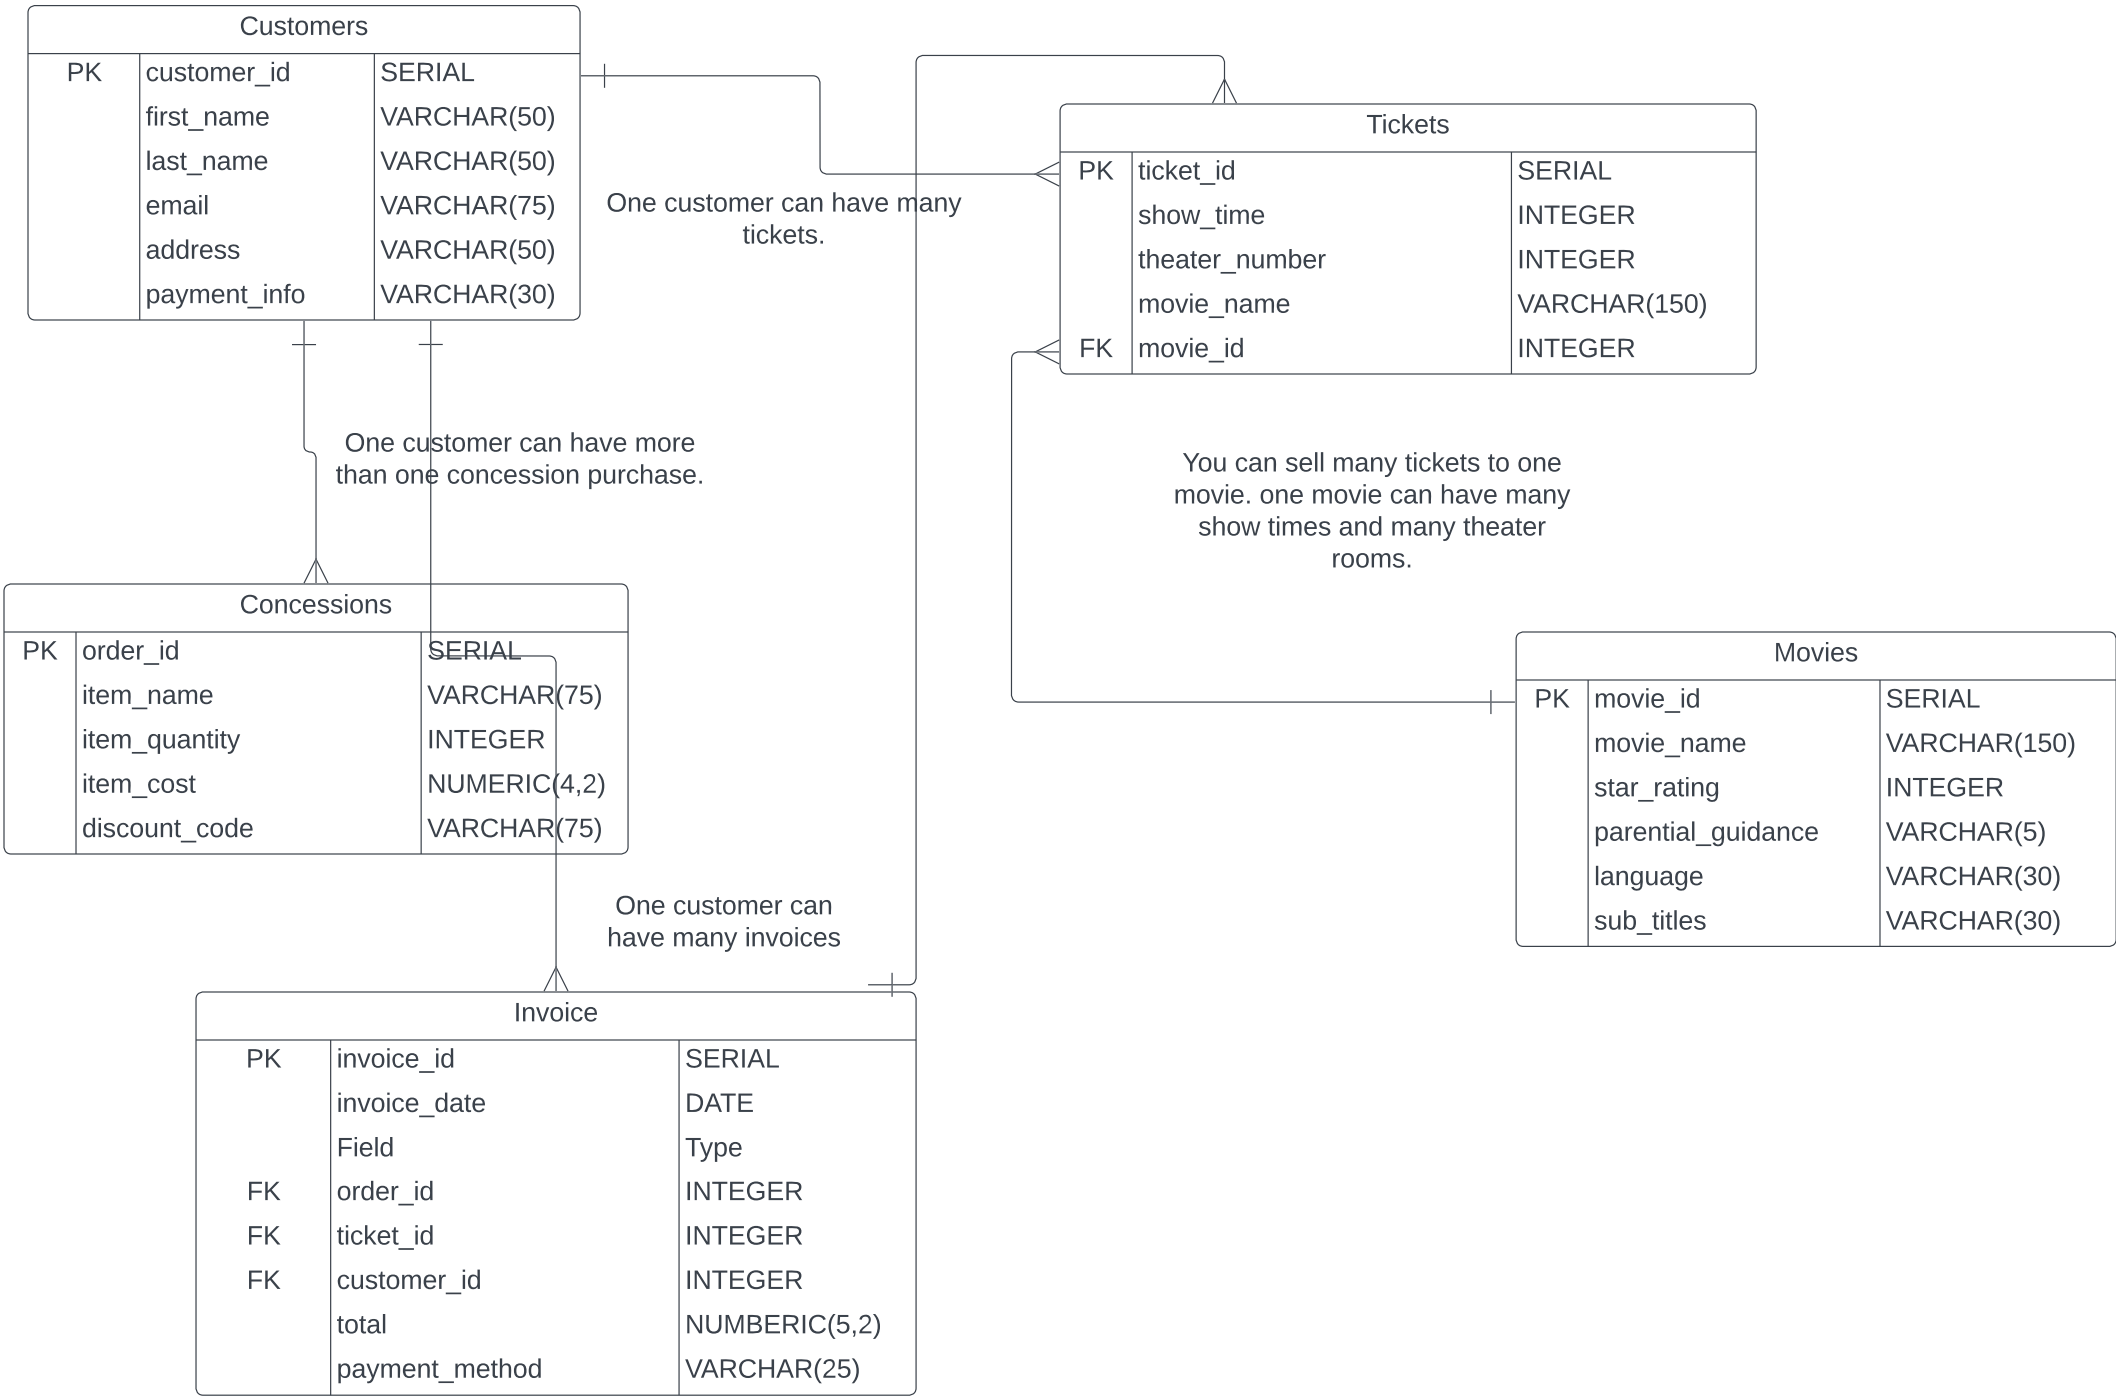 Customers
PK customer_id SERIAL
first_name VARCHAR(50)
last_name VARCHAR(50)
email VARCHAR(75)
address VARCHAR(50)
payment_info VARCHAR(30)
One customer can have many
tickets.
Tickets
PK ticket_id SERIAL
show_time INTEGER
theater_number INTEGER
movie_name VARCHAR(150)
FK movie_id INTEGER
One customer can have more
than one concession purchase.
You can sell many tickets to one
movie. one movie can have many
show times and many theater
rooms.
Concessions
PK order_id SERIAL
item_name VARCHAR(75)
item_quantity INTEGER
item_cost NUMERIC(4,2)
discount_code VARCHAR(75)
Movies
PK movie_id SERIAL
movie_name VARCHAR(150)
star_rating INTEGER
parential_guidance VARCHAR(5)
language VARCHAR(30)
sub_titles VARCHAR(30)
One customer can
have many invoices
Invoice
PK invoice_id SERIAL
invoice_date DATE
Field Type
FK order_id INTEGER
FK ticket_id INTEGER
FK customer_id INTEGER
total NUMBERIC(5,2)
payment_method VARCHAR(25)